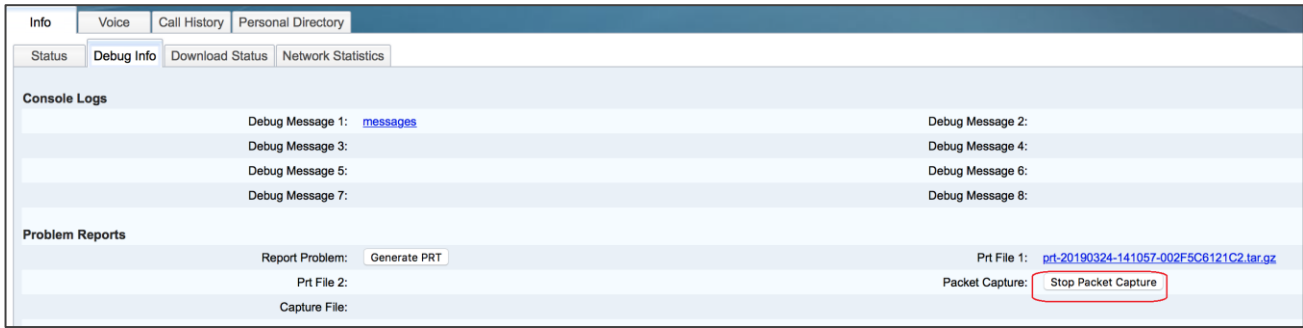 Info Voice Call History Personal Directory
Status Debug Info Download Status Network Statistics
Console Logs
Debug Message 1: messages Debug Message 2:
Debug Message 3: Debug Message 4:
Debug Message 5: Debug Message 6:
Debug Message 7: Debug Message 8:
Problem Reports
Report Problem: Generate PRT Prt File 1: prt-20190324-141057-002F5C6121C2.tar.gz
Prt File 2: Packet Capture: Stop Packet Capture
Capture File: